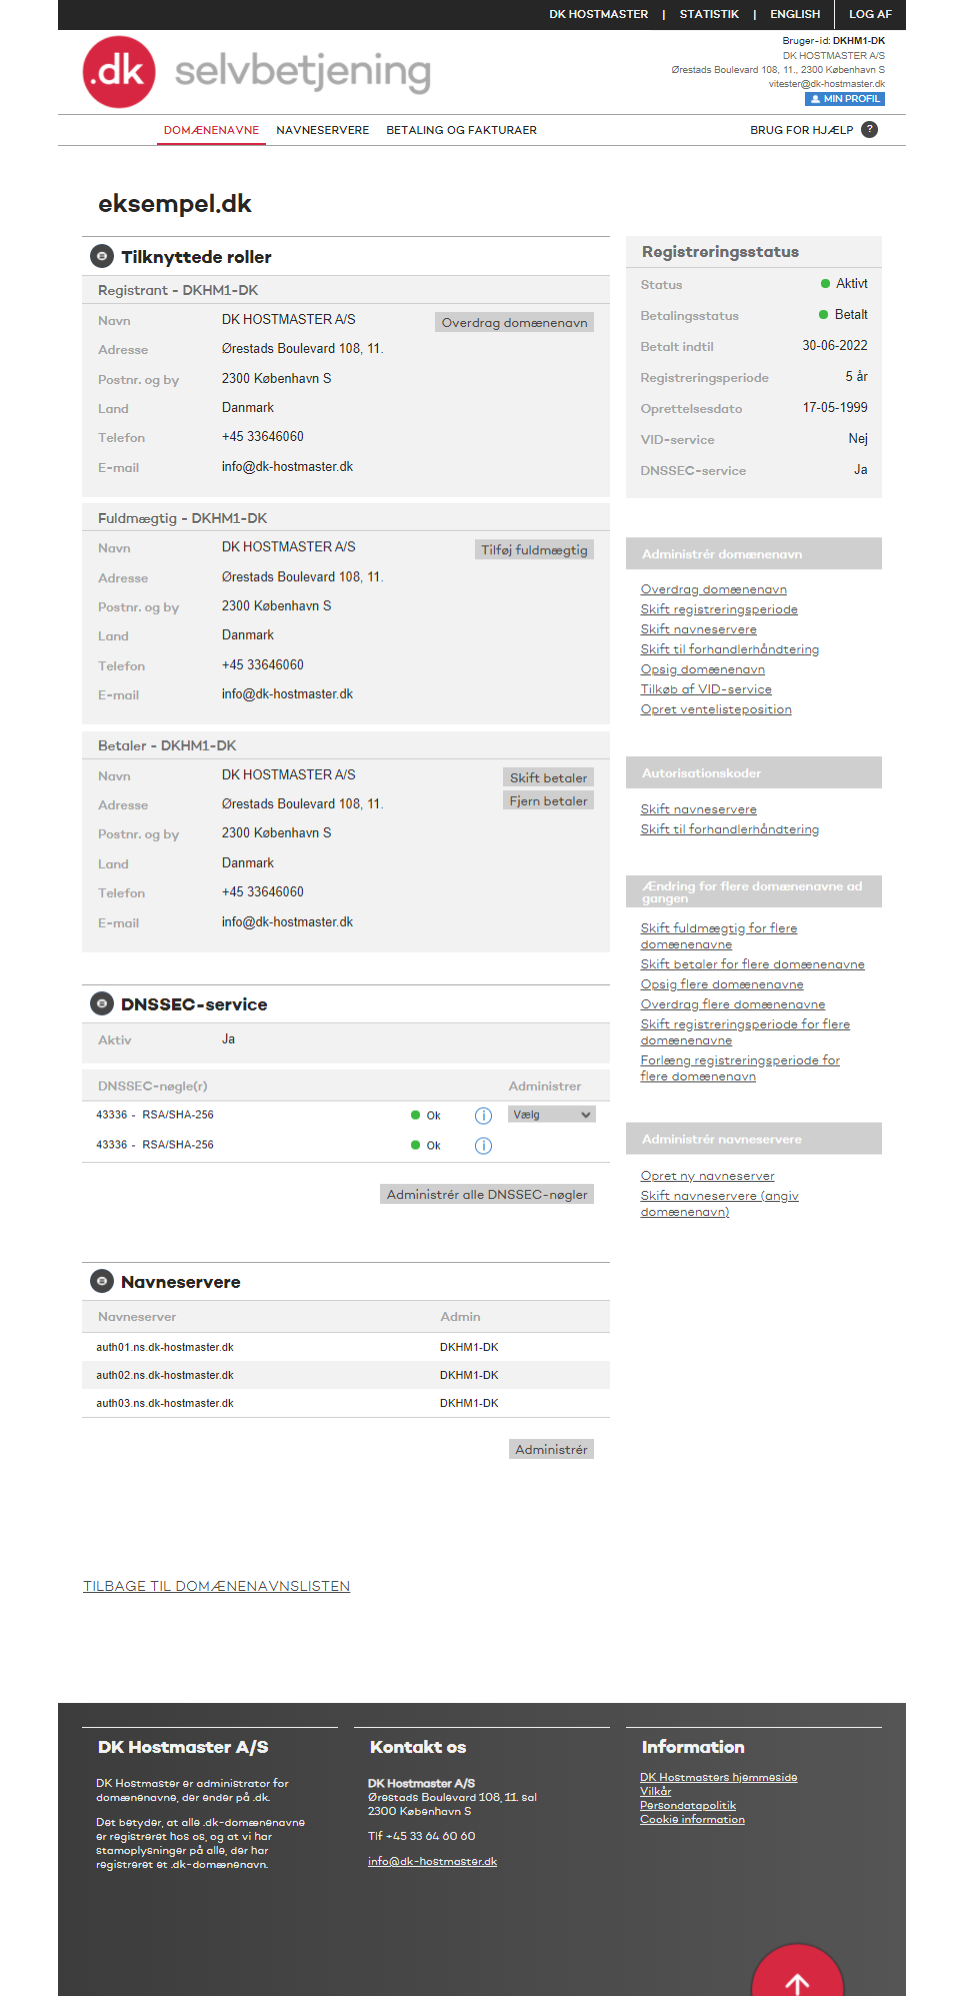 DK HOSTMASTER | STATISTIK | ENGLISH LOG AF
.dk selvbetjening
Bruger-id: DKHM1-DK
DK HOSTMASTER A/S
Ørestads Boulevard 108, 11., 2300 København S
vitester@dk-hostmaster.dk
MIN PROFIL
DOMÆNENAVNE NAVNESERVERE BETALING OG FAKTURAER BRUG FOR HJÆLP ?
eksempel.dk
Tilknyttede roller
Registrant - DKHM1-DK
Navn DK HOSTMASTER A/S Overdrag domænenavn
Adresse Ørestads Boulevard 108, 11.
Postnr. og by 2300 København S
Land Danmark
Telefon +45 33646060
E-mail info@dk-hostmaster.dk
Fuldmægtig - DKHM1-DK
Navn DK HOSTMASTER A/S Tilføj fuldmægtig
Adresse Ørestads Boulevard 108, 11.
Postnr. og by 2300 København S
Land Danmark
Telefon +45 33646060
E-mail info@dk-hostmaster.dk
Betaler - DKHM1-DK
Navn DK HOSTMASTER A/S Skift betaler
Adresse Ørestads Boulevard 108, 11. Fjern betaler
Postnr. og by 2300 København S
Land Danmark
Telefon +45 33646060
E-mail info@dk-hostmaster.dk
DNSSEC-service
Aktiv Ja
DNSSEC-nøgle(r) Administrer
43336 - RSA/SHA-256 Ok i Vælg
43336 - RSA/SHA-256 Ok i
Administrér alle DNSSEC-nøgler
Navneservere
Navneserver Admin
auth01.ns.dk-hostmaster.dk DKHM1-DK
auth02.ns.dk-hostmaster.dk DKHM1-DK
auth03.ns.dk-hostmaster.dk DKHM1-DK
Administrér
TILBAGE TIL DOMÆNENAVNSLISTEN
Registreringsstatus
Status Aktivt
Betalingsstatus Betalt
Betalt indtil 30-06-2022
Registreringsperiode 5 år
Oprettelsesdato 17-05-1999
VID-service Nej
DNSSEC-service Ja
Administrér domænenavn
Overdrag domænenavn
Skift registreringsperiode
Skift navneservere
Skift til forhandlerhåndtering
Opsig domænenavn
Tilkøb af VID-service
Opret ventelisteposition
Autorisationskoder
Skift navneservere
Skift til forhandlerhåndtering
Ændring for flere domænenavne ad
gangen
Skift fuldmægtig for flere
domænenavne
Skift betaler for flere domænenavne
Opsig flere domænenavne
Overdrag flere domænenavne
Skift registreringsperiode for flere
domænenavne
Forlæng registreringsperiode for
flere domænenavn
Administrér navneservere
Opret ny navneserver
Skift navneservere (angiv
domænenavn)
DK Hostmaster A/S
DK Hostmaster er administrator for
domænenavne, der ender på .dk.
Det betyder, at alle .dk-domænenavne
er registreret hos os, og at vi har
stamoplysninger på alle, der har
registreret et .dk-domænenavn.
Kontakt os
DK Hostmaster A/S
Ørestads Boulevard 108, 11. sal
2300 København S
Tlf +45 33 64 60 60
info@dk-hostmaster.dk
Information
DK Hostmasters hjemmeside
Vilkår
Persondatapolitik
Cookie information